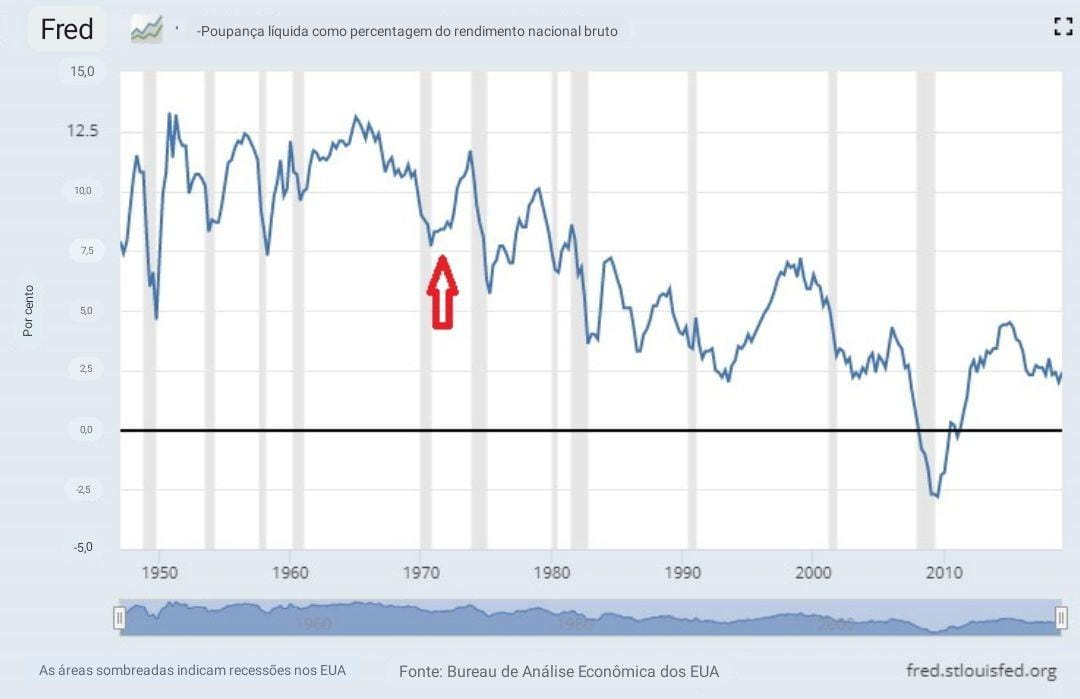 Fred
-Poupança líquida como percentagem do rendimento nacional bruto
15,0
12.5
10,0
7,5
5,0
2,5
0,0
-2,5
-5,0
Por cento
1950 1960 1970 1980 1990 2000 2010
1960 1980 2000
As áreas sombreadas indicam recessões nos EUA
Fonte: Bureau de Análise Econômica dos EUA
fred.stlouisfed.org